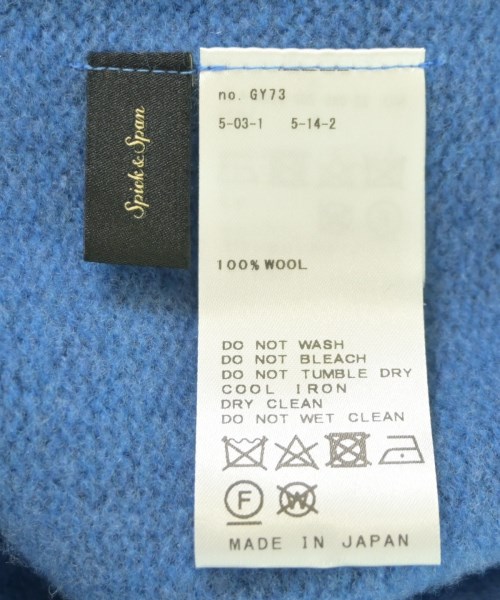 Spick & Span
no. GY73
5-03-1 5-14-2
100% WOOL
DO NOT WASH
DO NOT BLEACH
DO NOT TUMBLE DRY
COOL IRON
DRY CLEAN
DO NOT WET CLEAN
F W
MADE IN JAPAN